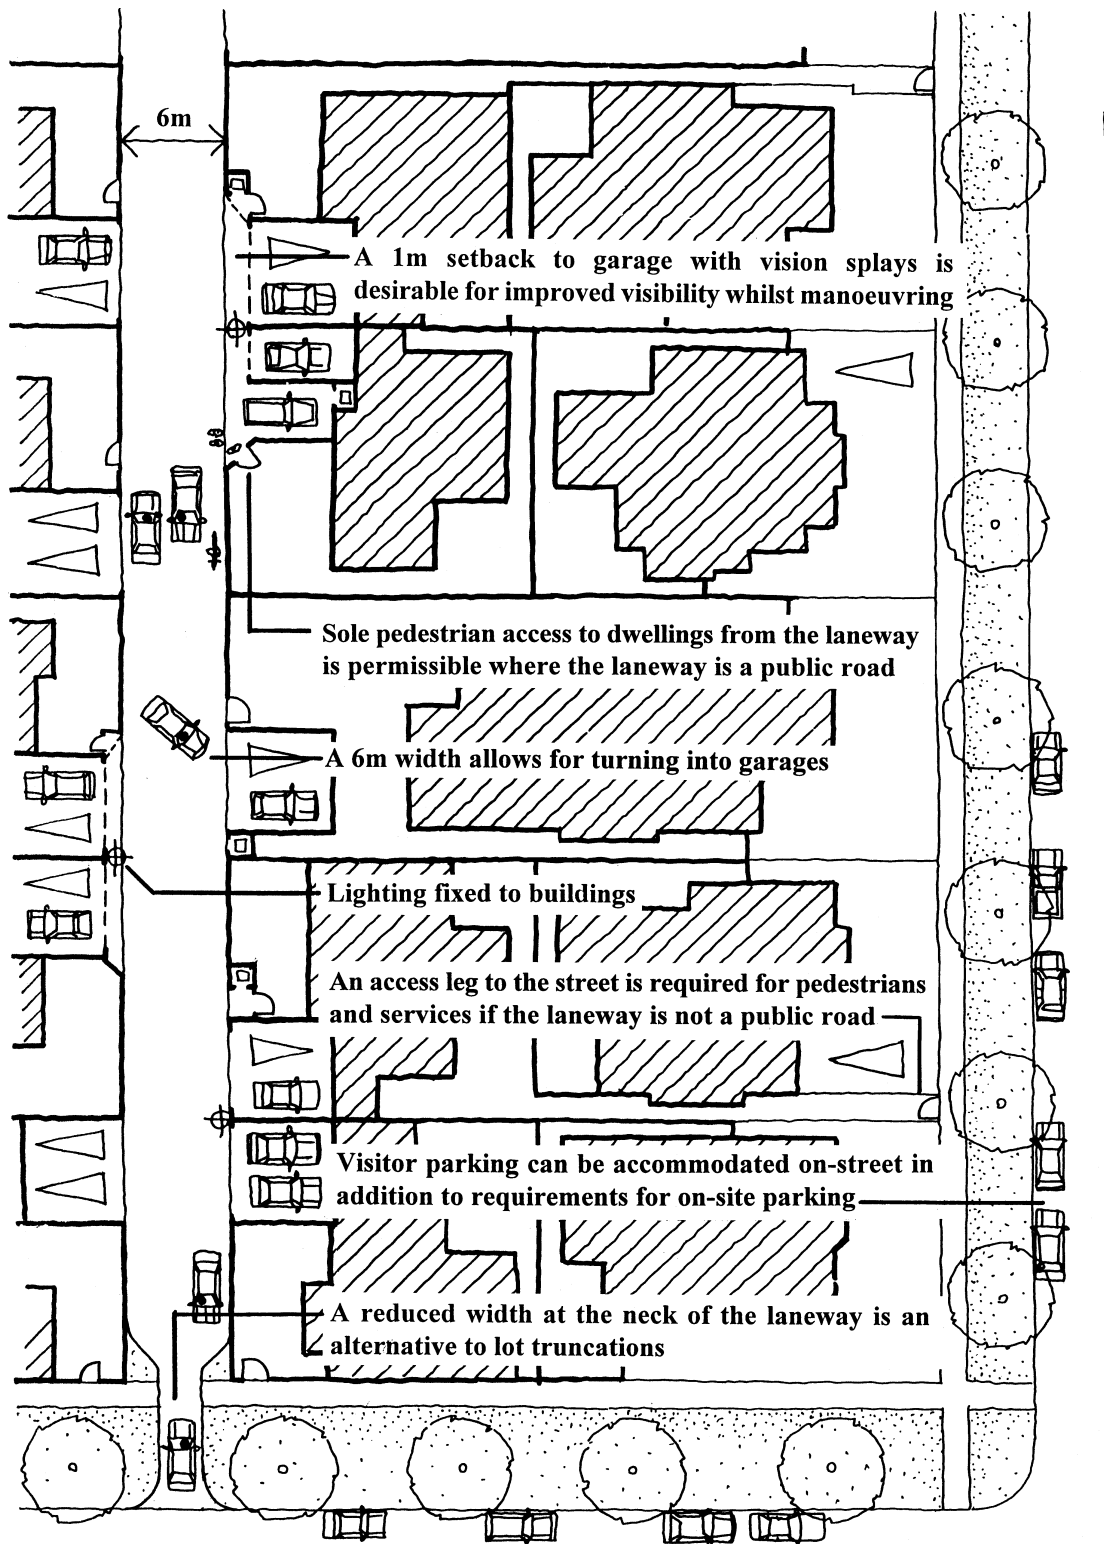 6m
A 1m setback to garage with vision splays is
desirable for improved visibility whilst manoeuvring
Sole pedestrian access to dwellings from the laneway
is permissible where the laneway is a public road
A 6m width allows for turning into garages
Lighting fixed to buildings
An access leg to the street is required for pedestrians
and services if the laneway is not a public road
Visitor parking can be accommodated on-street in
addition to requirements for on-site parking
A reduced width at the neck of the laneway is an
alternative to lot truncations